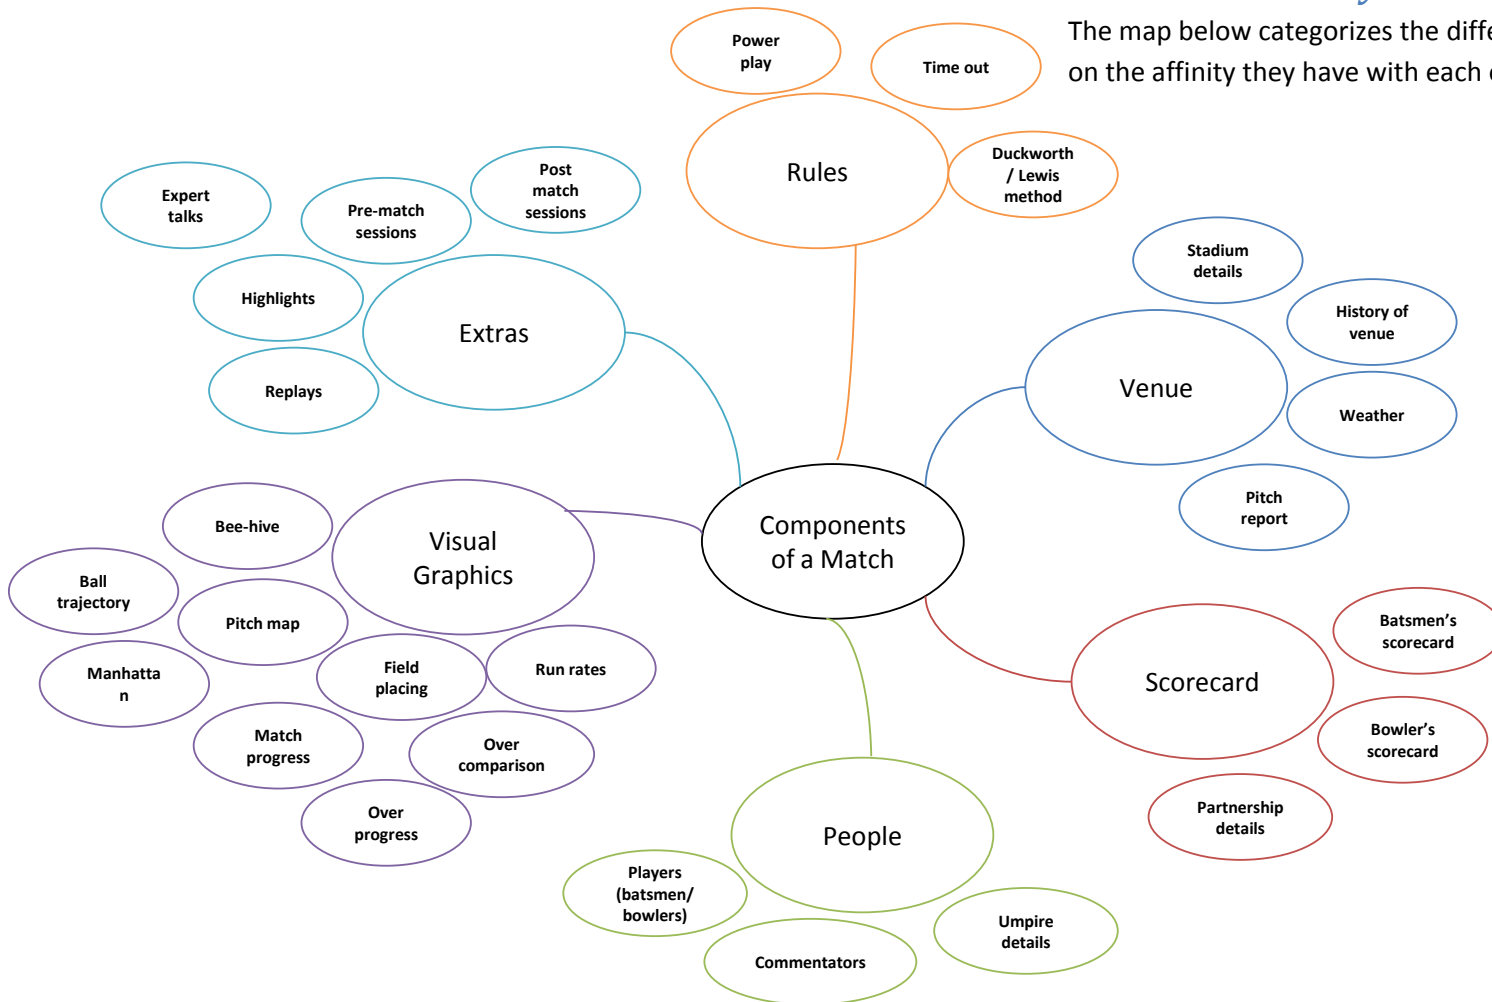 The map below categorizes the diffe
on the affinity they have with each
Power
play
Time out
Rules
Duckworth
/ Lewis
method
Post
match
sessions
Expert
talks
Pre-match
sessions
Highlights
Extras
Replays
Stadium
details
History of
venue
Venue
Weather
Pitch
report
Components
of a Match
Bee-hive
Visual
Graphics
Ball
trajectory
Pitch map
Manhatta
n
Field
placing
Run rates
Match
progress
Over
comparison
Over
progress
Batsmen’s
scorecard
Scorecard
Bowler’s
scorecard
Partnership
details
People
Players
(batsmen/
bowlers)
Commentators
Umpire
details